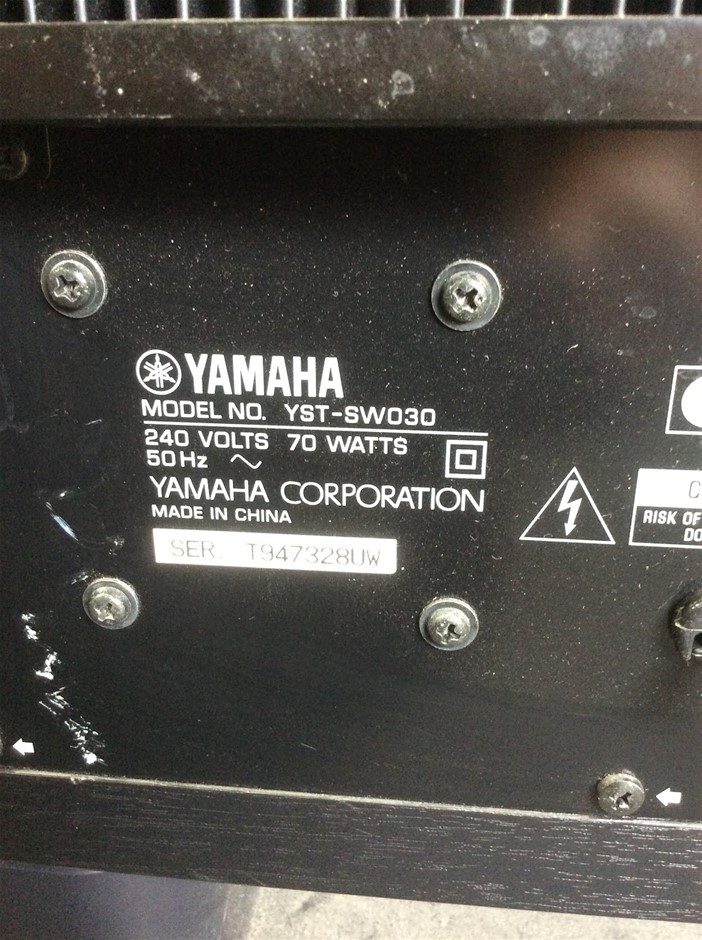 YAMAHA
MODEL NO. YST-SW030
240 VOLTS 70 WATTS
50Hz ~
YAMAHA CORPORATION
MADE IN CHINA
SER. T947328UW
C
RISK OF
DO